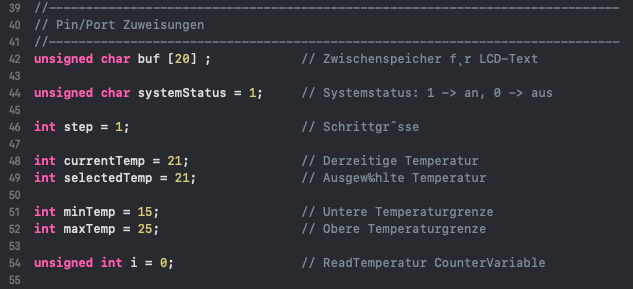 39 //-----------------------------------------------------------------------------
40 // Pin/Port Zuweisungen
41 //-----------------------------------------------------------------------------
42 unsigned char buf [20] ; // Zwischenspeicher f¸r LCD-Text
43
44 unsigned char systemStatus = 1; // Systemstatus: 1 -> an, 0 -> aus
45
46 int step = 1; // Schrittgrˆsse
47
48 int currentTemp = 21; // Derzeitige Temperatur
49 int selectedTemp = 21; // Ausgew%hlte Temperatur
50
51 int minTemp = 15; // Untere Temperaturgrenze
52 int maxTemp = 25; // Obere Temperaturgrenze
53
54 unsigned int i = 0; // ReadTemperatur CounterVariable
55